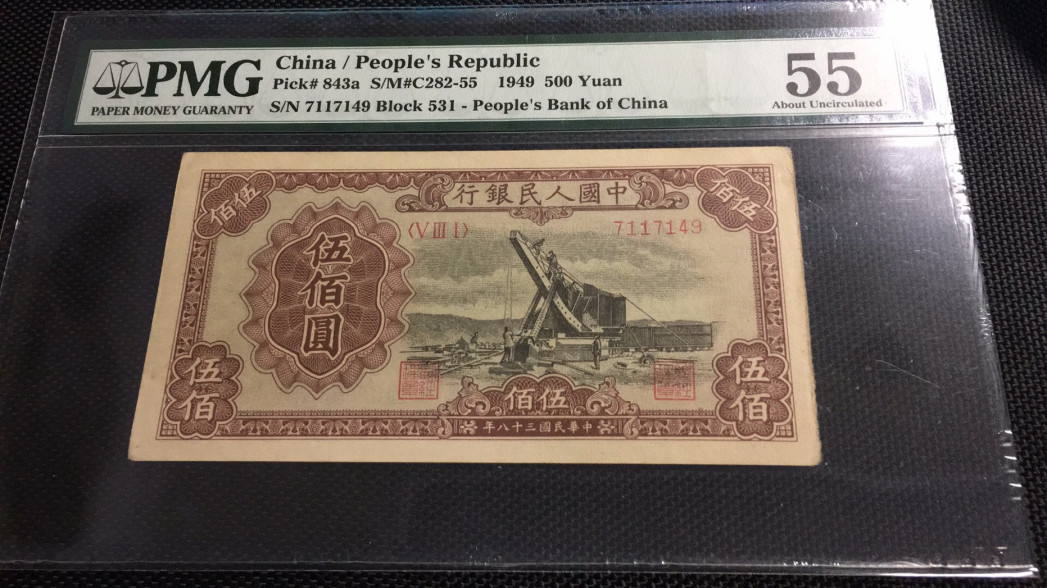 PMG
PAPER MONEY GUARANTY
China / People's Republic
Pick# 843a S/M#C282-55 1949 500 Yuan
S/N 7117149 Block 531 - People's Bank of China
55
About Uncirculated
行銀民人國中
佰伍
佰伍
〈V III I〉
7117149
伍佰圓
伍佰
伍佰
佰伍
年八十三國民華中